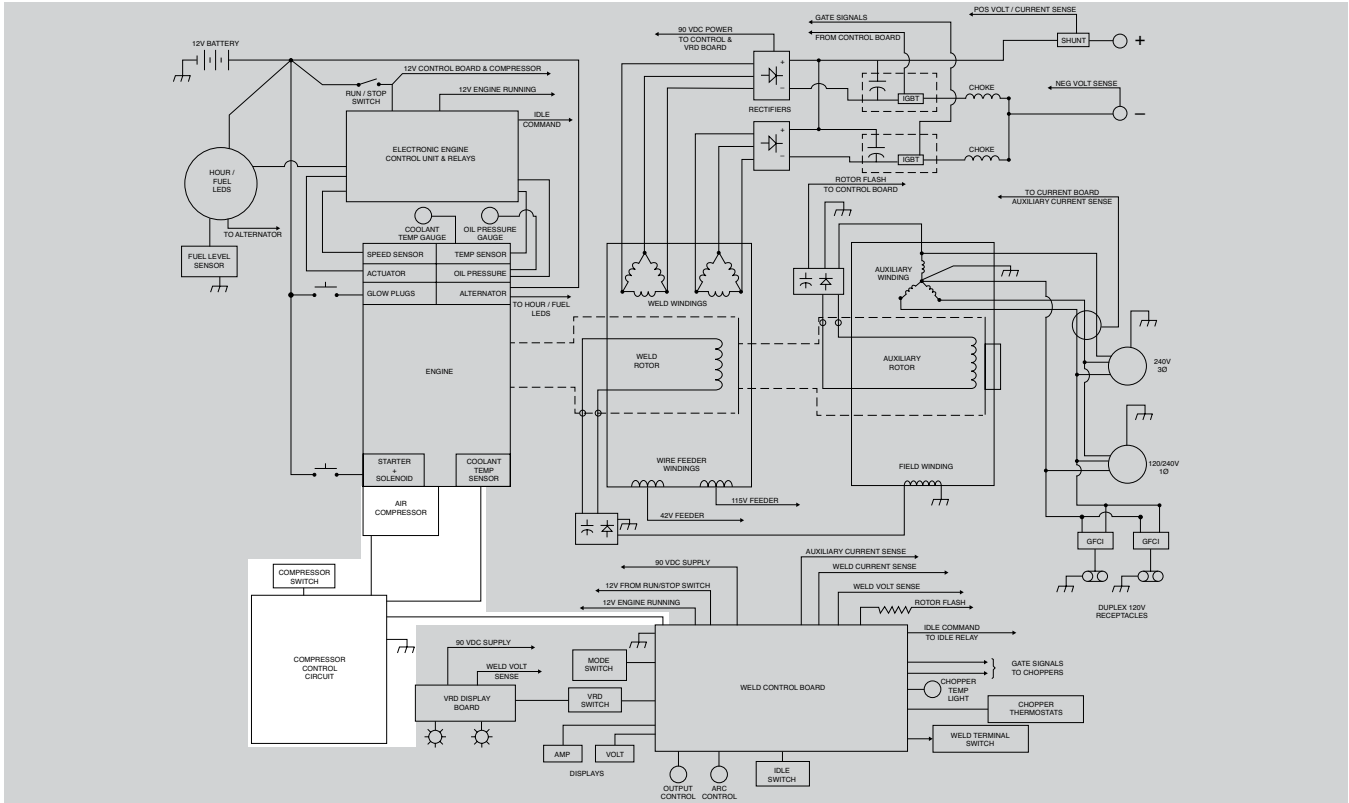 POS VOLT / CURRENT SENSE
GATE SIGNALS
FROM CONTROL BOARD
SHUNT
+
90 VDC POWER
TO CONTROL &
VRD BOARD
12V BATTERY
12V CONTROL BOARD & COMPRESSOR
RUN / STOP
SWITCH
12V ENGINE RUNNING
IDLE
COMMAND
+
−
RECTIFIERS
IGBT
CHOKE
NEG VOLT SENSE
−
+
−
IGBT
CHOKE
ELECTRONIC ENGINE
CONTROL UNIT & RELAYS
HOUR /
FUEL
LEDS
TO ALTERNATOR
FUEL LEVEL
SENSOR
COOLANT
TEMP GAUGE
OIL PRESSURE
GAUGE
SPEED SENSOR
TEMP SENSOR
ACTUATOR
OIL PRESSURE
GLOW PLUGS
ALTERNATOR
TO HOUR / FUEL
LEDS
ENGINE
STARTER
+
SOLENOID
COOLANT
TEMP
SENSOR
AIR
COMPRESSOR
ROTOR FLASH
TO CONTROL BOARD
TO CURRENT BOARD
AUXILIARY CURRENT SENSE
WELD WINDINGS
AUXILIARY
WINDING
WELD
ROTOR
AUXILIARY
ROTOR
WIRE FEEDER
WINDINGS
FIELD WINDING
115V FEEDER
42V FEEDER
240V
3Ø
120/240V
1Ø
GFCI
GFCI
DUPLEX 120V
RECEPTACLES
COMPRESSOR
SWITCH
COMPRESSOR
CONTROL
CIRCUIT
90 VDC SUPPLY
12V FROM RUN/STOP SWITCH
12V ENGINE RUNNING
AUXILIARY CURRENT SENSE
WELD CURRENT SENSE
WELD VOLT SENSE
ROTOR FLASH
IDLE COMMAND
TO IDLE RELAY
90 VDC SUPPLY
WELD VOLT
SENSE
VRD DISPLAY
BOARD
MODE
SWITCH
VRD
SWITCH
WELD CONTROL BOARD
GATE SIGNALS
TO CHOPPERS
CHOPPER
TEMP
LIGHT
CHOPPER
THERMOSTATS
WELD TERMINAL
SWITCH
AMP
VOLT
DISPLAYS
OUTPUT
CONTROL
ARC
CONTROL
IDLE
SWITCH